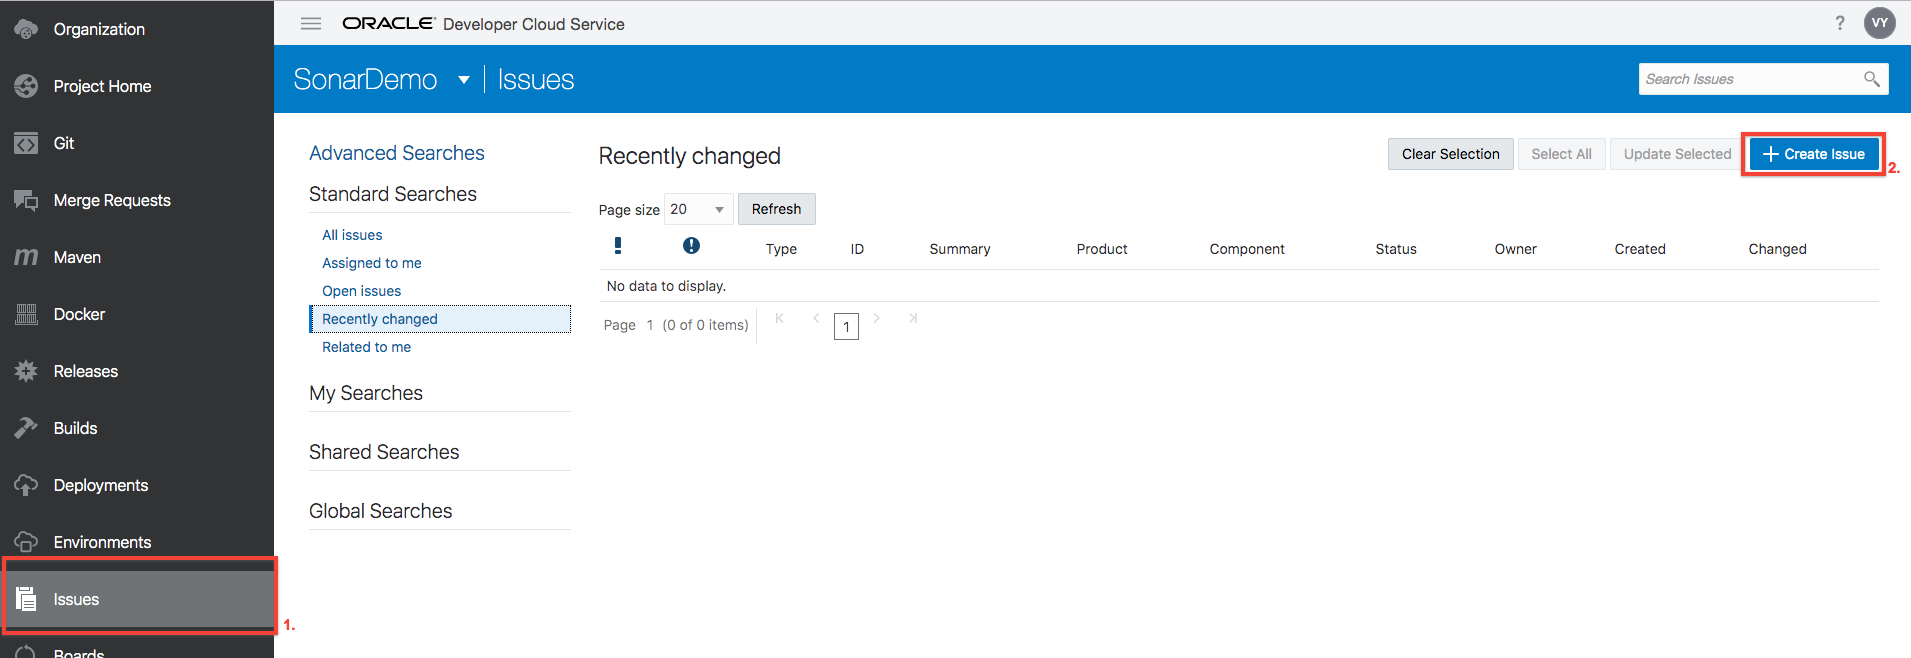 Organization
Project Home
Git
Merge Requests
Maven
Docker
Releases
Builds
Deployments
Environments
Issues
1.
Boards
ORACLE® Developer Cloud Service
? VY
SonarDemo Issues
Search Issues
Advanced Searches
Standard Searches
All issues
Assigned to me
Open issues
Recently changed
Related to me
My Searches
Shared Searches
Global Searches
Recently changed
Clear Selection Select All Update Selected + Create Issue 2.
Page size 20 Refresh
! ! Type ID Summary Product Component Status Owner Created Changed
No data to display.
Page 1 (0 of 0 items) 1